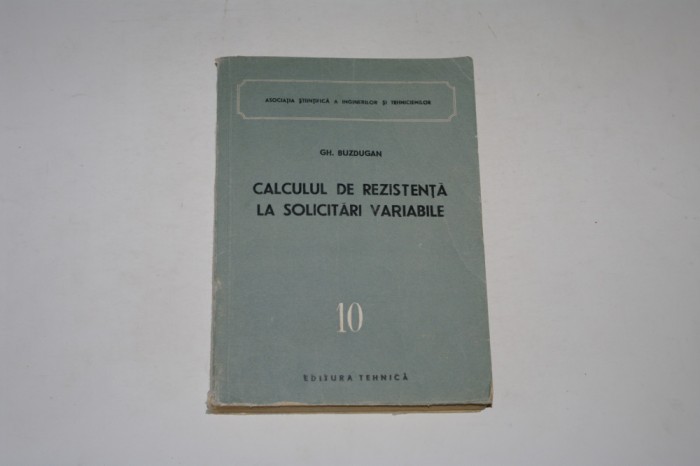 ASOCIAȚIA ȘTIINȚIFICĂ A INGINERILOR ȘI TEHNICIENILOR
GH. BUZDUGAN
CALCULUL DE REZISTENȚĂ
LA SOLICITĂRI VARIABILE
10
EDITURA TEHNICĂ